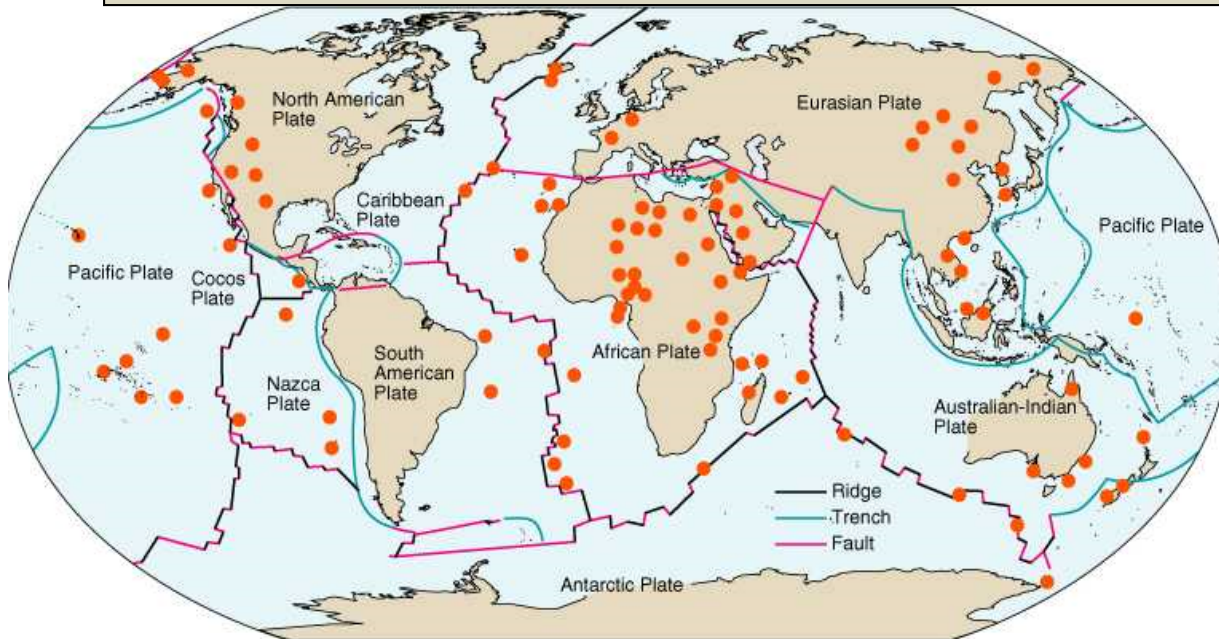 North American
Plate
Eurasian Plate
Caribbean
Plate
Pacific Plate
Pacific Plate
Cocos
Plate
South
American
Plate
African Plate
Nazca
Plate
Australian-Indian
Plate
Ridge
Trench
Fault
Antarctic Plate